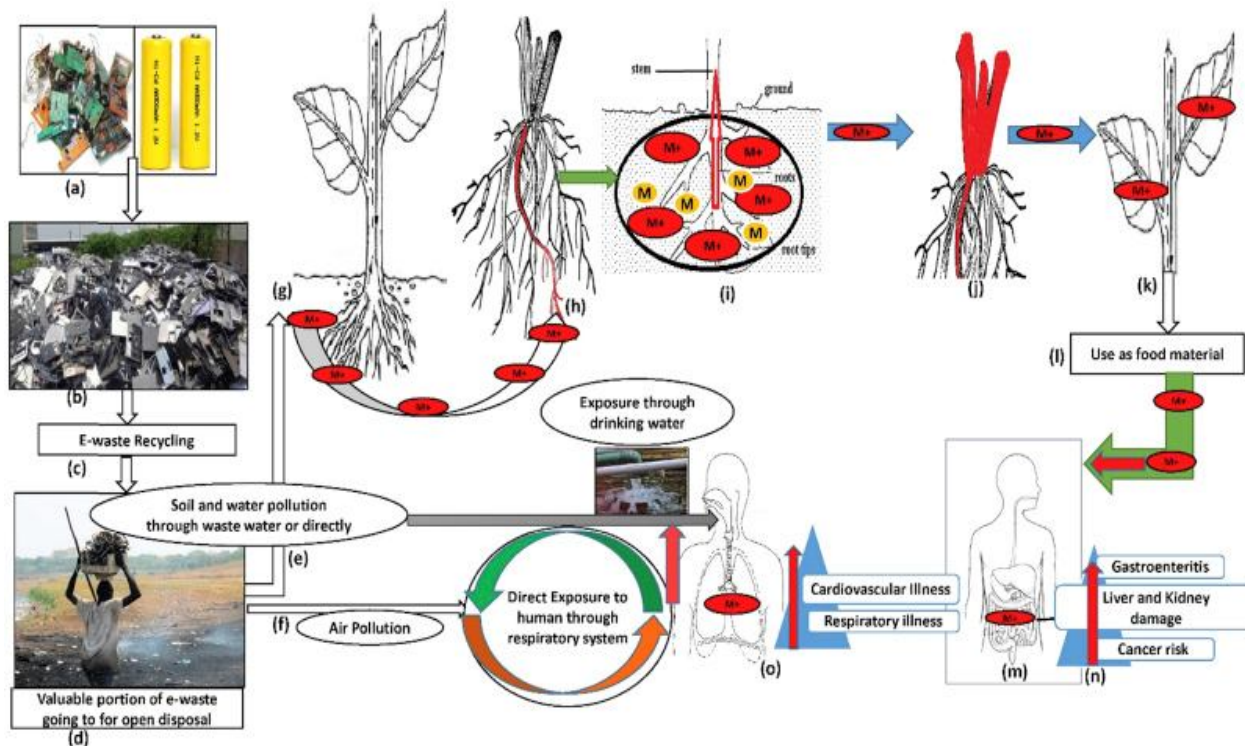 Ni-Cd
(a)
(b)
E-waste Recycling
(c)
Valuable portion of e-waste
going to for open disposal
(d)
Soil and water pollution
through waste water or directly
(e)
(f)
Air Pollution
(g)
M+
M+
M+
M+
M+
(h)
stem
ground
M+
M+
M
M
M
roots
M+
M+
M
M+
root tips
(i)
M+
(j)
M+
M+
M+
(k)
(l)
Use as food material
M+
M+
Exposure through
drinking water
Direct Exposure to
human through
respiratory system
M+
(o)
Cardiovascular Illness
Respiratory illness
M+
(m)
Gastroenteritis
Liver and Kidney
damage
Cancer risk
(n)